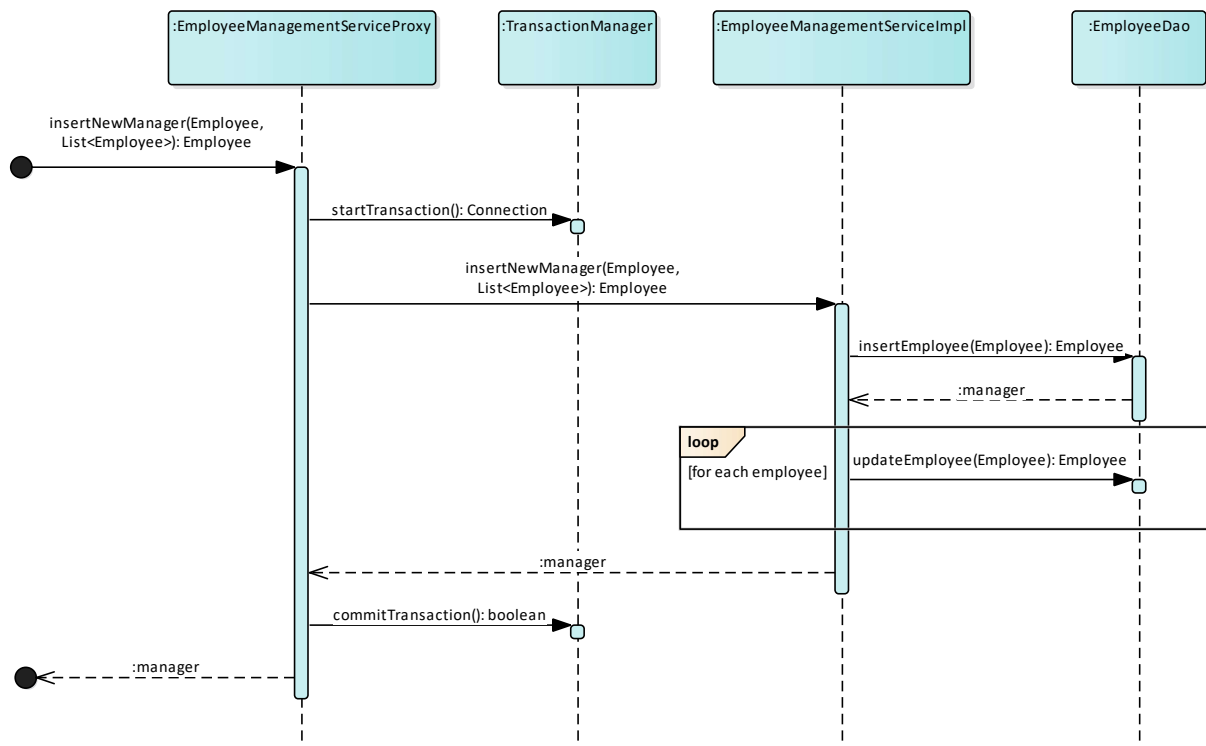 :EmployeeManagementServiceProxy
:TransactionManager
:EmployeeManagementServiceImpl
:EmployeeDao
insertNewManager(Employee,
List<Employee>): Employee
startTransaction(): Connection
insertNewManager(Employee,
List<Employee>): Employee
insertEmployee(Employee): Employee
:manager
loop
[for each employee]
updateEmployee(Employee): Employee
:manager
commitTransaction(): boolean
:manager